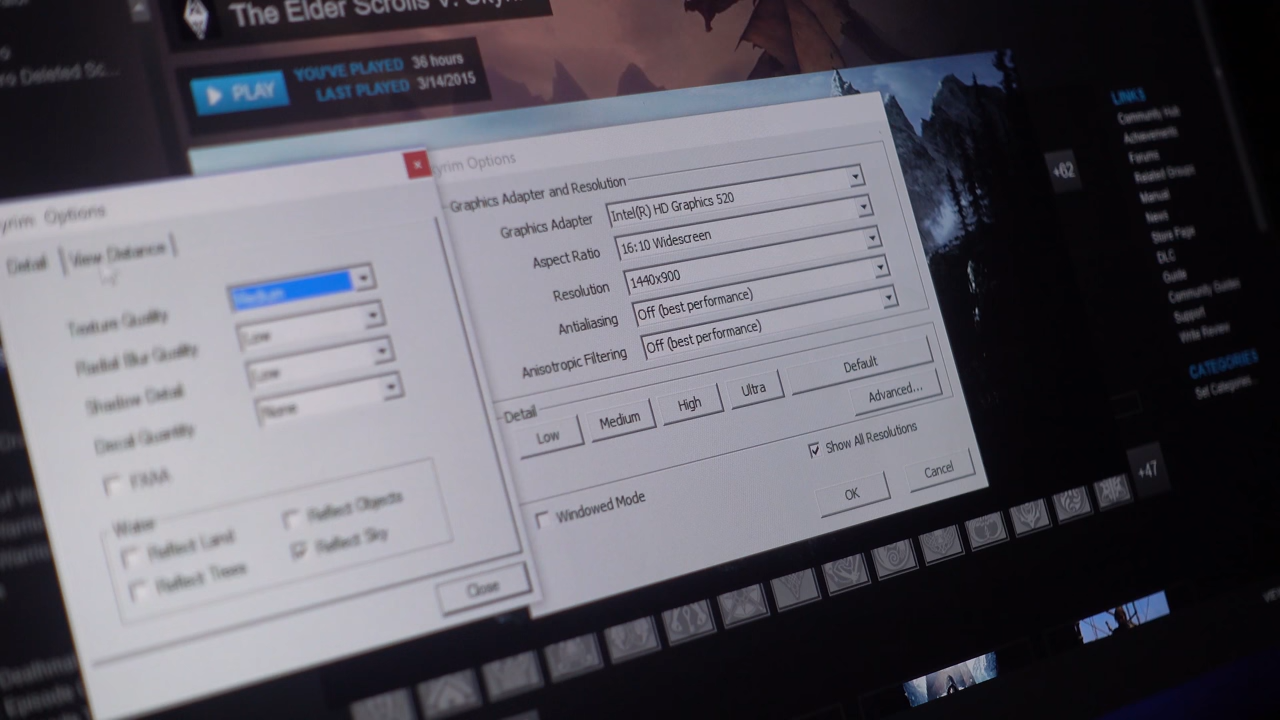 The Elder Scrolls V: Skyri
PLAY
YOU'VE PLAYED 36 hours
LAST PLAYED 3/14/2015
Deleted Sc...
LINKS
Community Hub
Achievements
Forums
Related Groups
Manual
News
Store Page
DLC
Guide
Community Guides
Support
Write Review
CATEGORIES
Set Categories...
+62
+47
yrim Options
Graphics Adapter and Resolution
Graphics Adapter Intel(R) HD Graphics 520
Aspect Ratio 16:10 Widescreen
Resolution 1440x900
Antialiasing Off (best performance)
Anisotropic Filtering Off (best performance)
Detail
Low Medium High Ultra Default
Advanced...
Show All Resolutions
Windowed Mode
OK Cancel
yrim Options
Detail View Distance
Texture Quality Medium
Radial Blur Quality Low
Shadow Detail Low
Decal Quantity None
FXAA
Water
Reflect Land Reflect Objects
Reflect Trees Reflect Sky
Close
Deathma
Episode